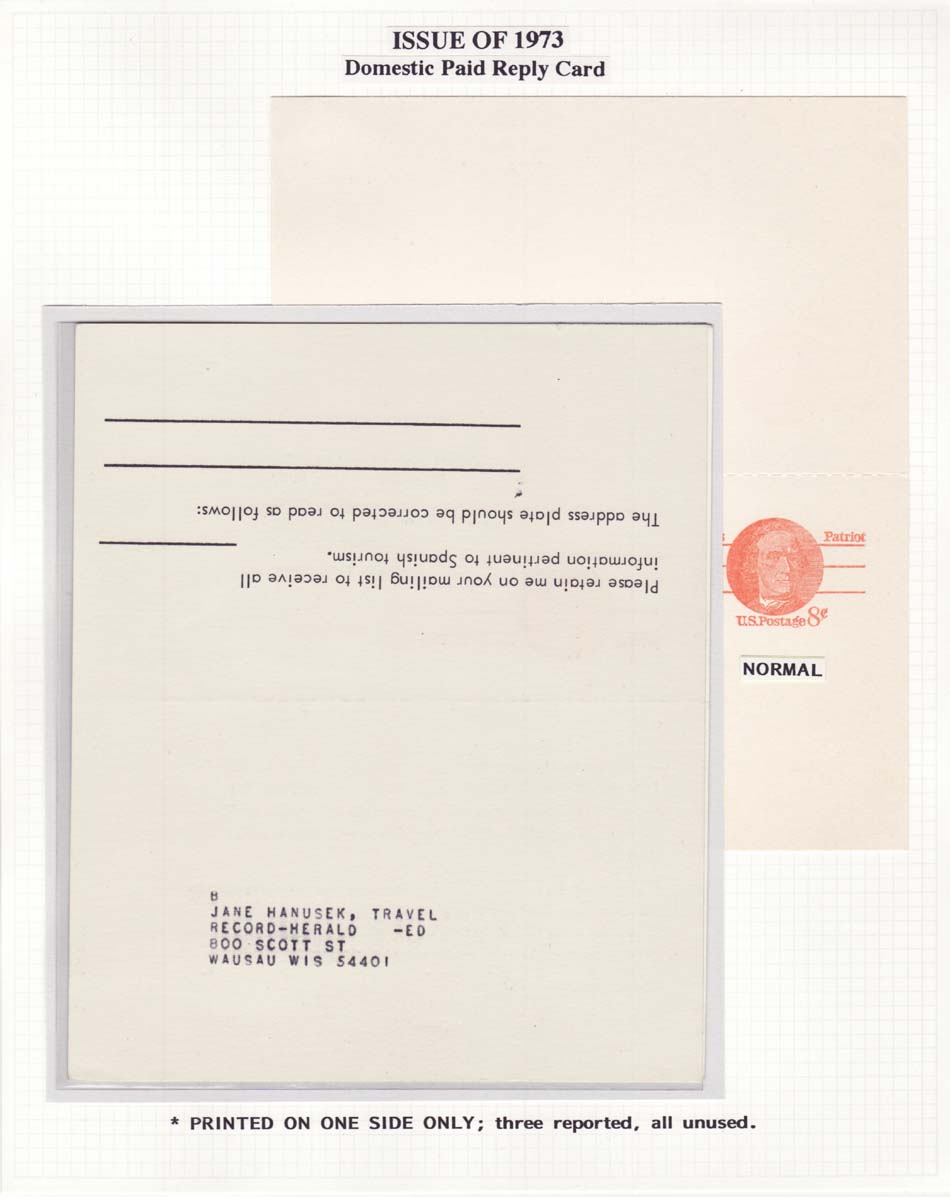 ISSUE OF 1973
Domestic Paid Reply Card
Patriot
U.S.Postage 8¢
NORMAL
Please retain me on your mailing list to receive all
information pertinent to Spanish tourism.
The address plate should be corrected to read as follows:
B
JANE HANUSEK, TRAVEL
RECORD-HERALD -ED
800 SCOTT ST
WAUSAU WIS 54401
* PRINTED ON ONE SIDE ONLY; three reported, all unused.